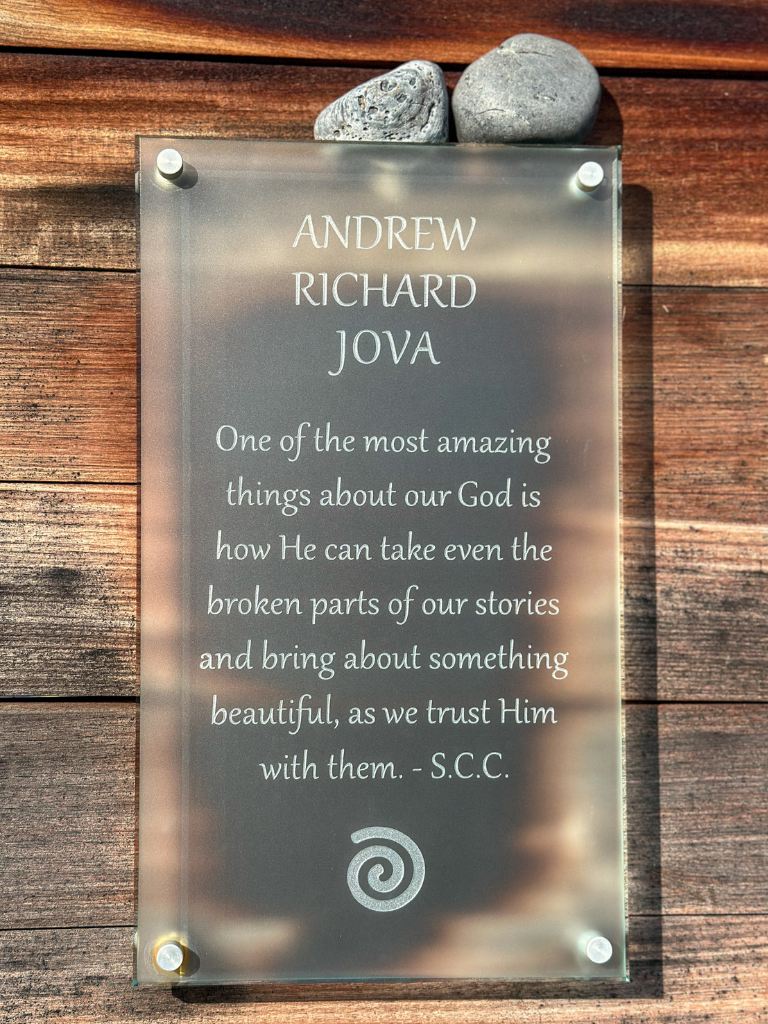 ANDREW
RICHARD
JOVA
One of the most amazing
things about our God is
how He can take even the
broken parts of our stories
and bring about something
beautiful, as we trust Him
with them. - S.C.C.